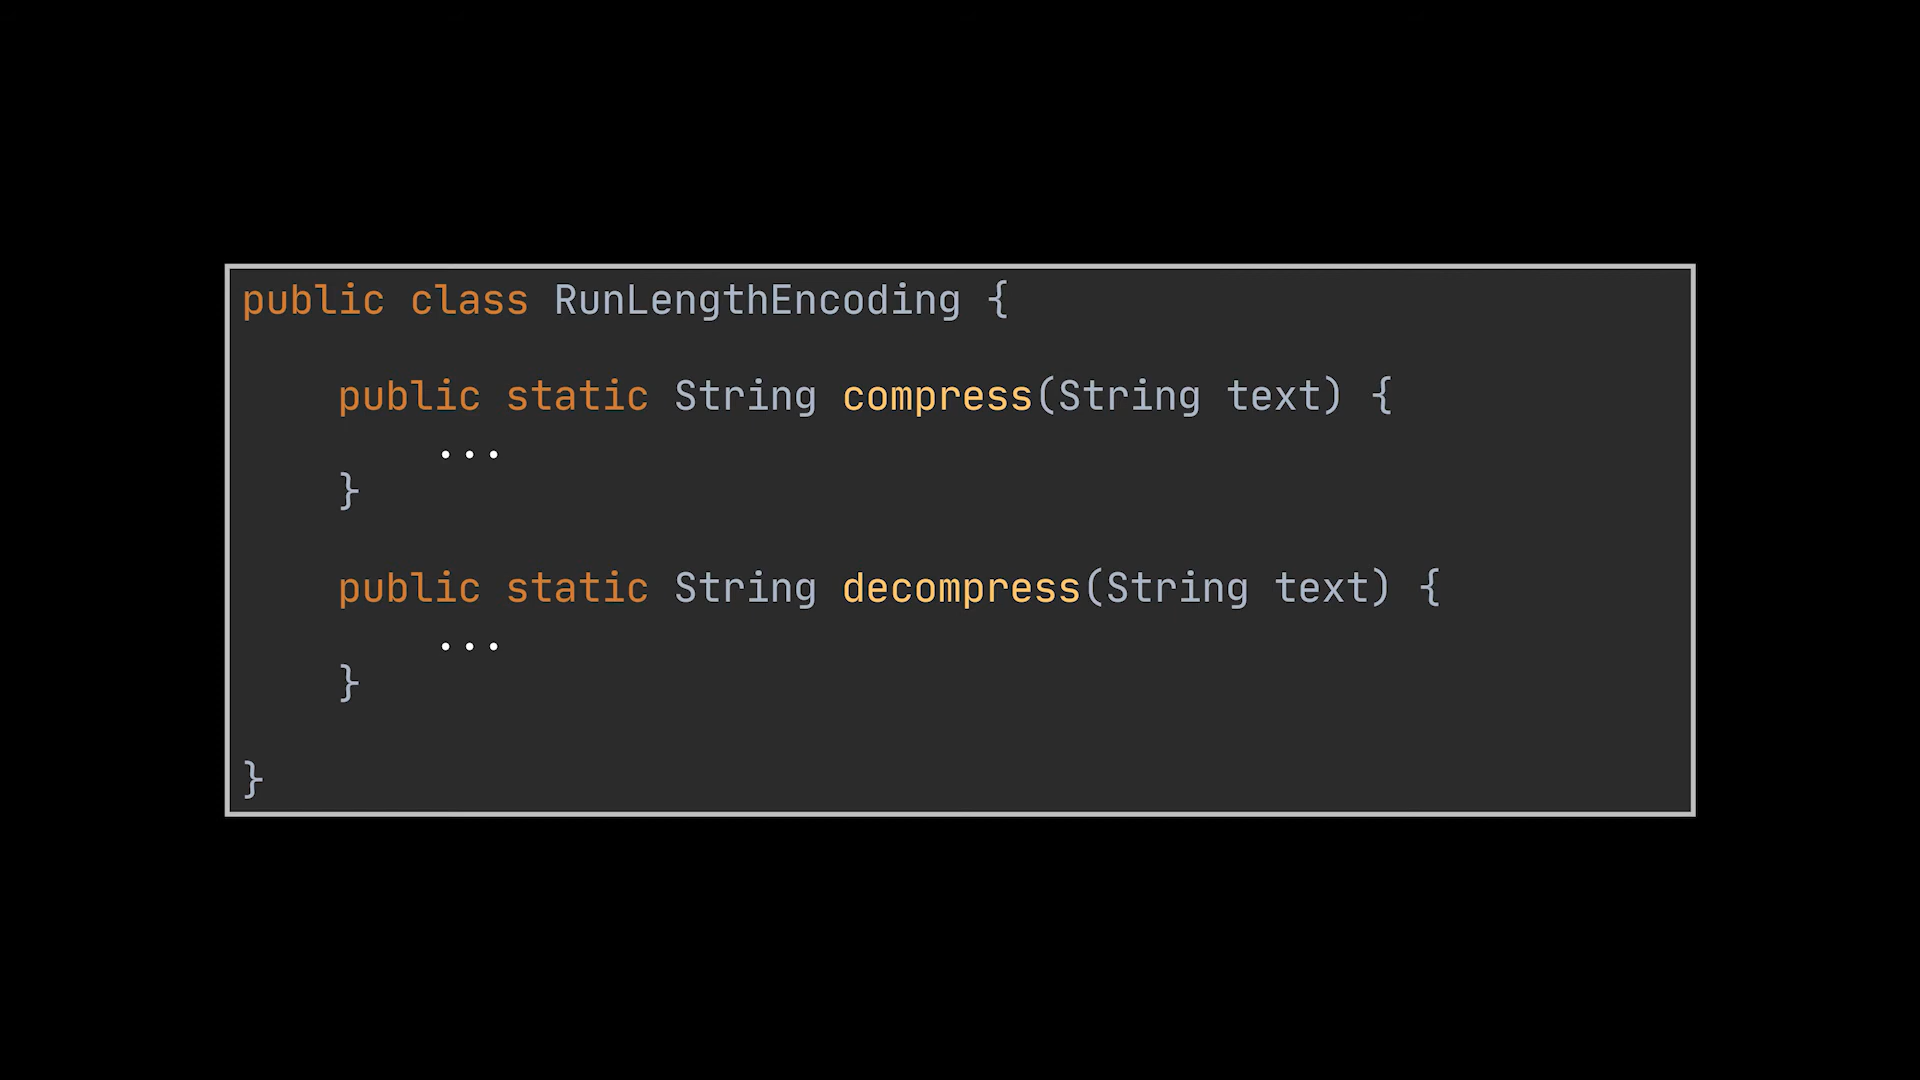 public class RunLengthEncoding {
public static String compress(String text) {
...
}
public static String decompress(String text) {
...
}
}